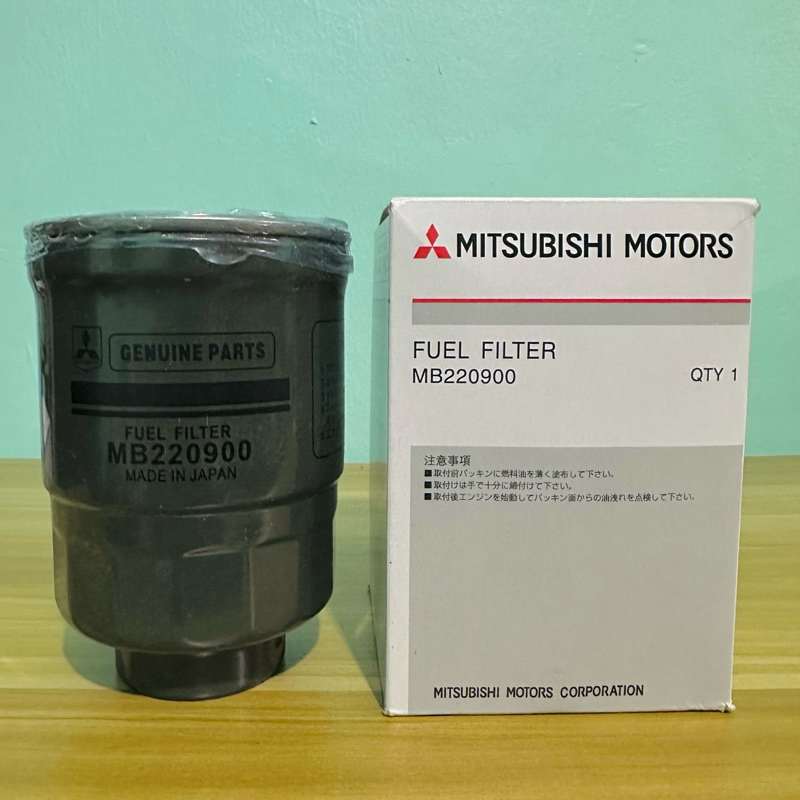 GENUINE PARTS
FUEL FILTER
MB220900
MADE IN JAPAN
MITSUBISHI MOTORS
FUEL FILTER
MB220900 QTY 1
注意事項
■取付前パッキンに燃料油を薄く塗布して下さい。
■取付けは手で十分に締付けて下さい。
■取付後エンジンを始動してパッキン面からの油洩れを点検して下さい。
MITSUBISHI MOTORS CORPORATION